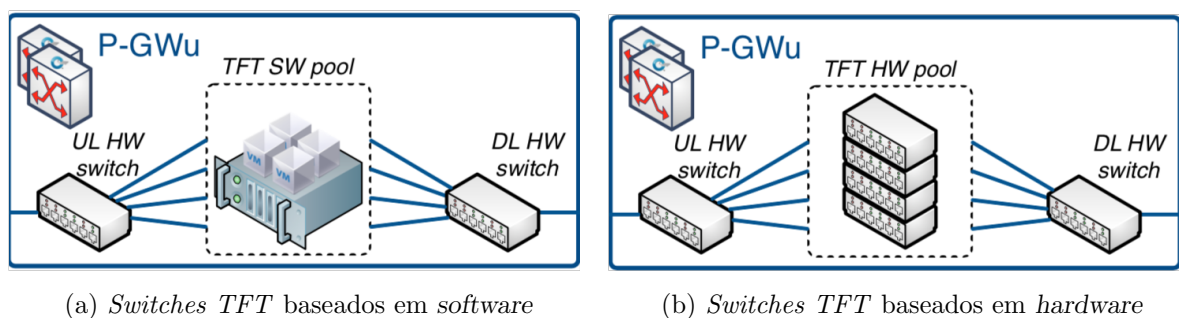 P-GWu
TFT SW pool
UL HW
switch
DL HW
switch
VM
VM
P-GWu
TFT HW pool
UL HW
switch
DL HW
switch
(a) Switches TFT baseados em software
(b) Switches TFT baseados em hardware